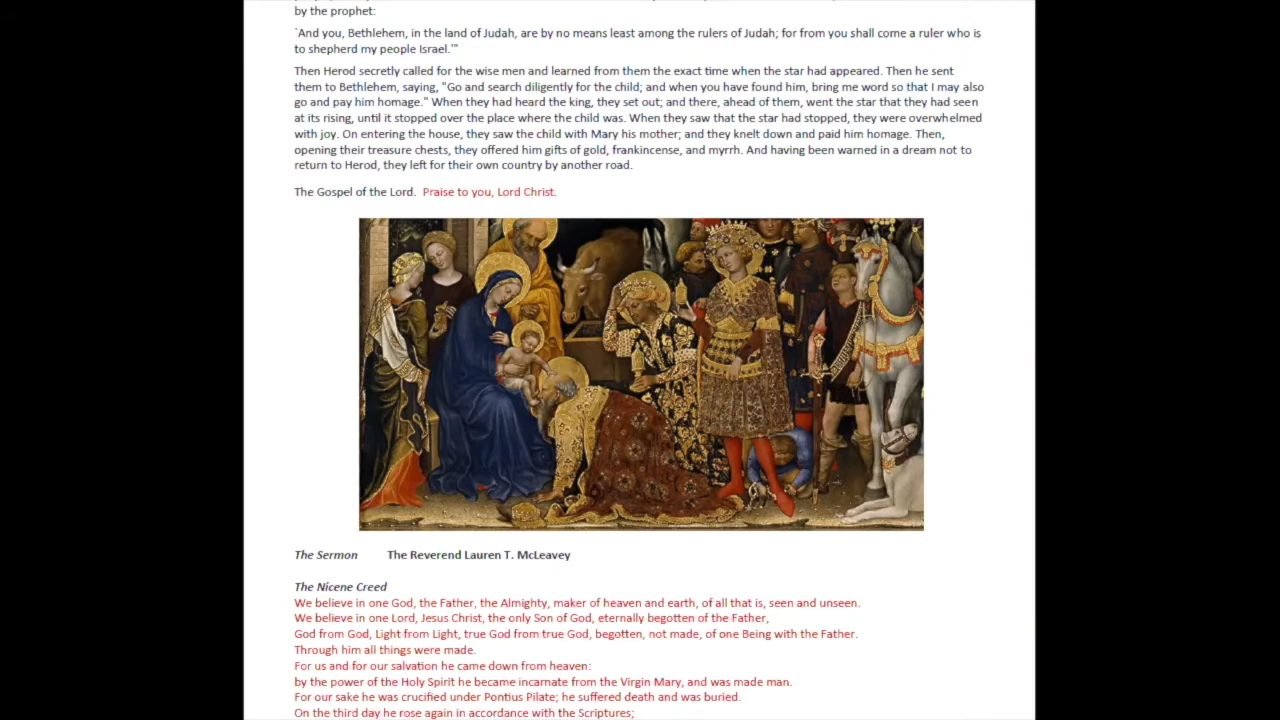 by the prophet:
`And you, Bethlehem, in the land of Judah, are by no means least among the rulers of Judah; for from you shall come a ruler who is
to shepherd my people Israel.'"
Then Herod secretly called for the wise men and learned from them the exact time when the star had appeared. Then he sent
them to Bethlehem, saying, "Go and search diligently for the child; and when you have found him, bring me word so that I may also
go and pay him homage." When they had heard the king, they set out; and there, ahead of them, went the star that they had seen
at its rising, until it stopped over the place where the child was. When they saw that the star had stopped, they were overwhelmed
with joy. On entering the house, they saw the child with Mary his mother; and they knelt down and paid him homage. Then,
opening their treasure chests, they offered him gifts of gold, frankincense, and myrrh. And having been warned in a dream not to
return to Herod, they left for their own country by another road.
The Gospel of the Lord. Praise to you, Lord Christ.
The Sermon The Reverend Lauren T. McLeavey
The Nicene Creed
We believe in one God, the Father, the Almighty, maker of heaven and earth, of all that is, seen and unseen.
We believe in one Lord, Jesus Christ, the only Son of God, eternally begotten of the Father,
God from God, Light from Light, true God from true God, begotten, not made, of one Being with the Father.
Through him all things were made.
For us and for our salvation he came down from heaven:
by the power of the Holy Spirit he became incarnate from the Virgin Mary, and was made man.
For our sake he was crucified under Pontius Pilate; he suffered death and was buried.
On the third day he rose again in accordance with the Scriptures;